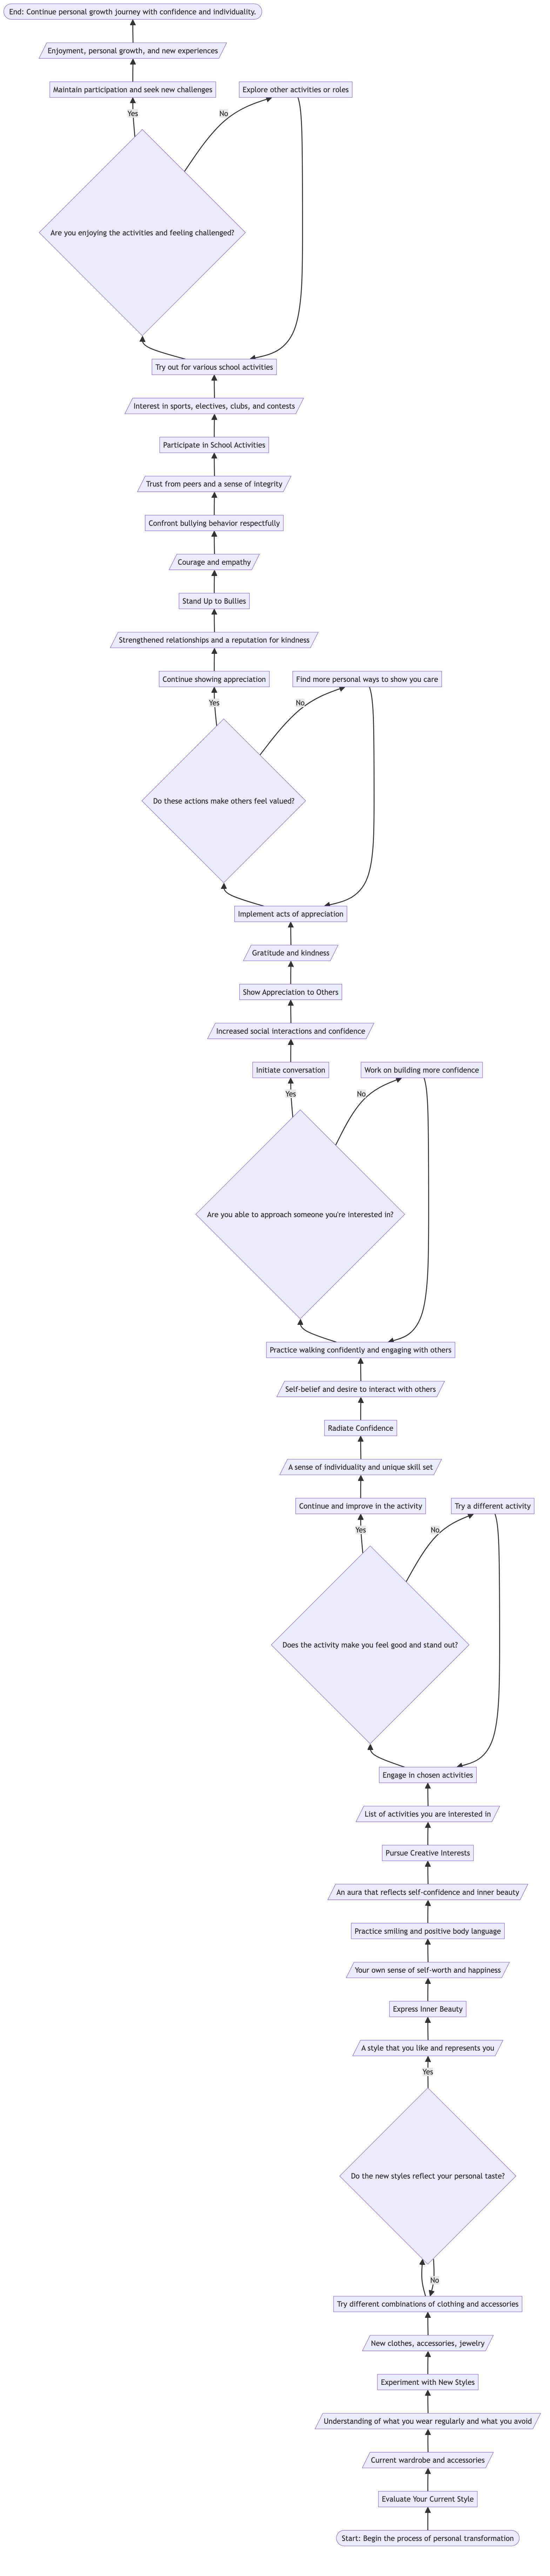 End: Continue personal growth journey with confidence and individuality.
Enjoyment, personal growth, and new experiences
Maintain participation and seek new challenges
Explore other activities or roles
Yes
No
Are you enjoying the activities and feeling challenged?
Try out for various school activities
Interest in sports, electives, clubs, and contests
Participate in School Activities
Trust from peers and a sense of integrity
Confront bullying behavior respectfully
Courage and empathy
Stand Up to Bullies
Strengthened relationships and a reputation for kindness
Continue showing appreciation
Find more personal ways to show you care
Yes
No
Do these actions make others feel valued?
Implement acts of appreciation
Gratitude and kindness
Show Appreciation to Others
Increased social interactions and confidence
Initiate conversation
Work on building more confidence
Yes
No
Are you able to approach someone you're interested in?
Practice walking confidently and engaging with others
Self-belief and desire to interact with others
Radiate Confidence
A sense of individuality and unique skill set
Continue and improve in the activity
Try a different activity
Yes
No
Does the activity make you feel good and stand out?
Engage in chosen activities
List of activities you are interested in
Pursue Creative Interests
An aura that reflects self-confidence and inner beauty
Practice smiling and positive body language
Your own sense of self-worth and happiness
Express Inner Beauty
A style that you like and represents you
Yes
Do the new styles reflect your personal taste?
No
Try different combinations of clothing and accessories
New clothes, accessories, jewelry
Experiment with New Styles
Understanding of what you wear regularly and what you avoid
Current wardrobe and accessories
Evaluate Your Current Style
Start: Begin the process of personal transformation